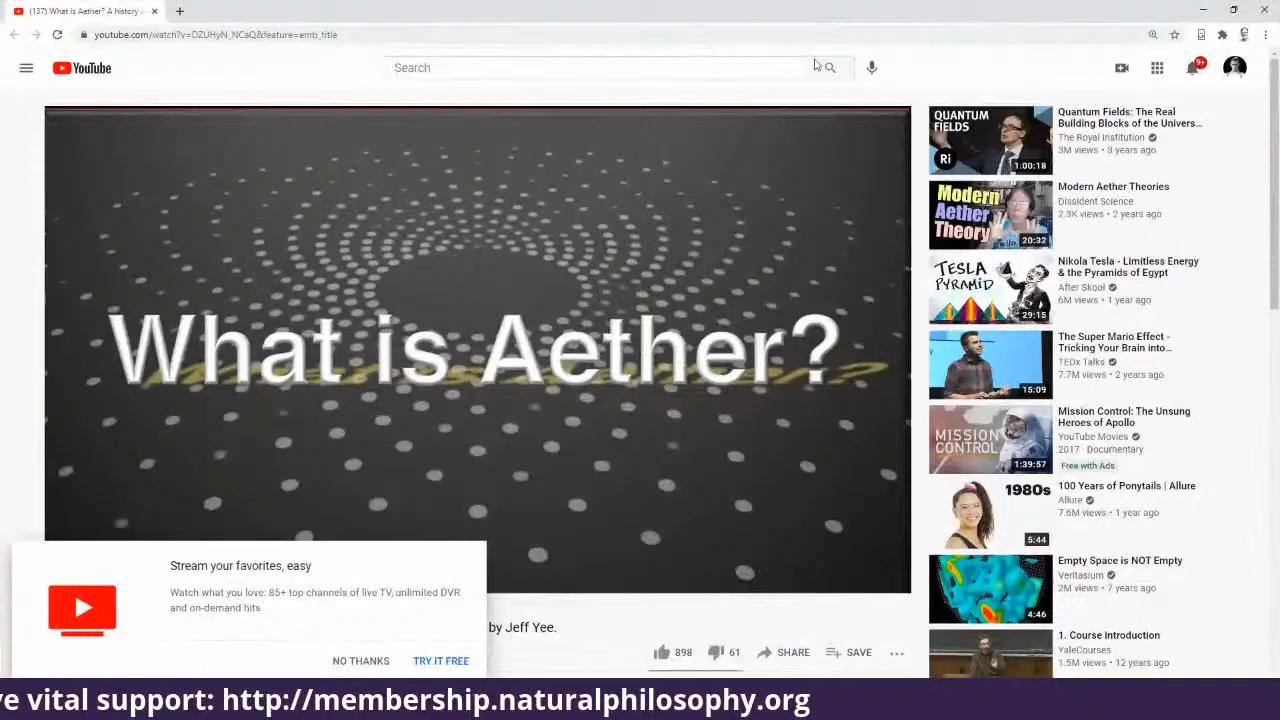 (137) What is Aether? A history
youtube.com/watch?v=DZUHyN_NCaQ&feature=emb_title
YouTube
Search
9+
What is Aether?
QUANTUM
FIELDS
Ri
1:00:18
Quantum Fields: The Real
Building Blocks of the Univers...
The Royal Institution
3M views • 3 years ago
Modern
Aether
Theory
20:32
Modern Aether Theories
Dissident Science
2.3K views • 2 years ago
TESLA
PYRAMID
29:15
Nikola Tesla - Limitless Energy
& the Pyramids of Egypt
After Skool
6M views • 1 year ago
15:09
The Super Mario Effect -
Tricking Your Brain into...
TEDx Talks
7.7M views • 2 years ago
MISSION
CONTROL
1:39:57
Mission Control: The Unsung
Heroes of Apollo
YouTube Movies
2017 • Documentary
Free with Ads
1980s
5:44
100 Years of Ponytails | Allure
Allure
7.6M views • 1 year ago
4:46
Empty Space is NOT Empty
Veritasium
2M views • 7 years ago
1. Course introduction
YaleCourses
1.5M views • 12 years ago
Stream your favorites, easy
Watch what you love: 85+ top channels of live TV, unlimited DVR
and on-demand hits
NO THANKS TRY IT FREE
by Jeff Yee.
898 61 SHARE SAVE
ve vital support: http://membership.naturalphilosophy.org